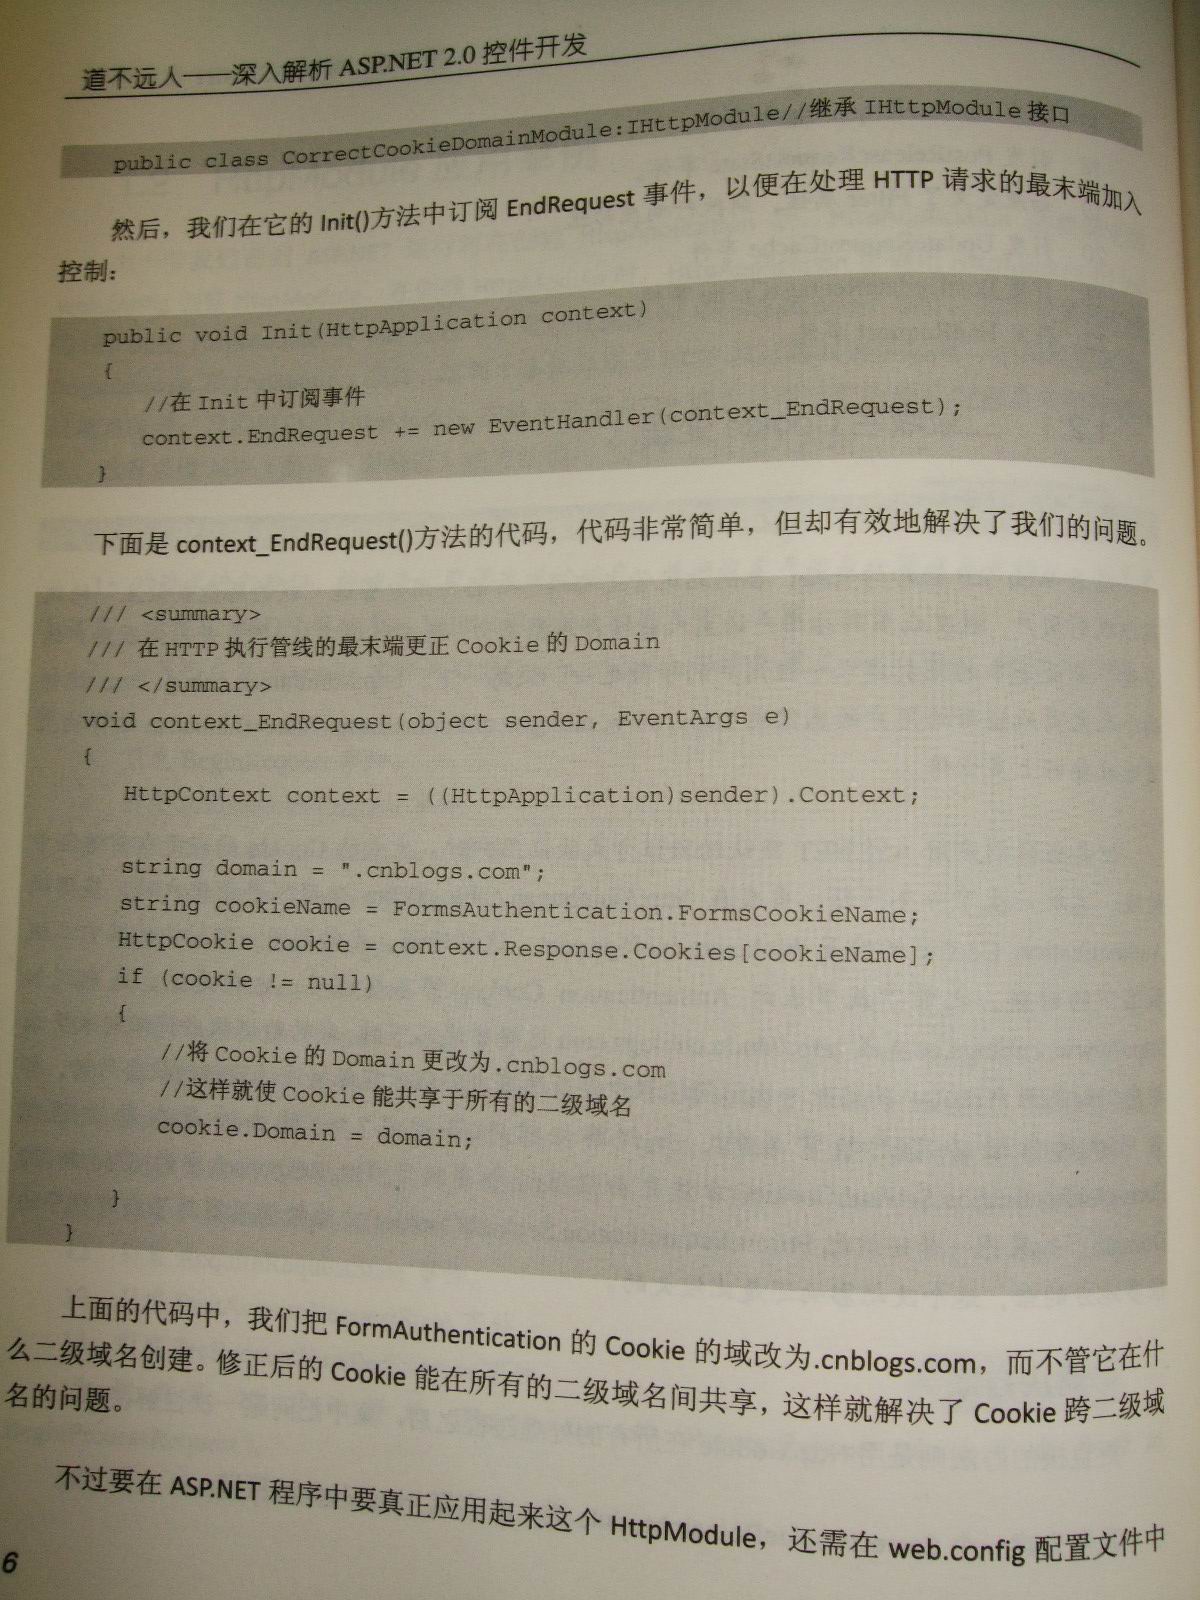 道不远人——深入解析 ASP.NET 2.0 控件开发
public class CorrectCookieDomainModule:IHttpModule//继承 IHttpModule 接口
然后，我们在它的 Init()方法中订阅 EndRequest 事件，以便在处理 HTTP 请求的最末端加入
控制：
public void Init(HttpApplication context)
{
//在 Init 中订阅事件
context.EndRequest += new EventHandler(context_EndRequest);
}
下面是 context_EndRequest()方法的代码，代码非常简单，但却有效地解决了我们的问题。
/// <summary>
/// 在 HTTP 执行管线的最末端更正 Cookie 的 Domain
/// </summary>
void context_EndRequest(object sender, EventArgs e)
{
HttpContext context = ((HttpApplication)sender).Context;
string domain = ".cnblogs.com";
string cookieName = FormsAuthentication.FormsCookieName;
HttpCookie cookie = context.Response.Cookies[cookieName];
if (cookie != null)
{
//将 Cookie 的 Domain 更改为.cnblogs.com
//这样就使 Cookie 能共享于所有的二级域名
cookie.Domain = domain;
}
}
上面的代码中，我们把 FormAuthentication 的 Cookie 的域改为.cnblogs.com，而不管它在什
么二级域名创建。修正后的 Cookie 能在所有的二级域名间共享，这样就解决了 Cookie 跨二级域
名的问题。
不过要在 ASP.NET 程序中要真正应用起来这个 HttpModule，还需在 web.config 配置文件中
6